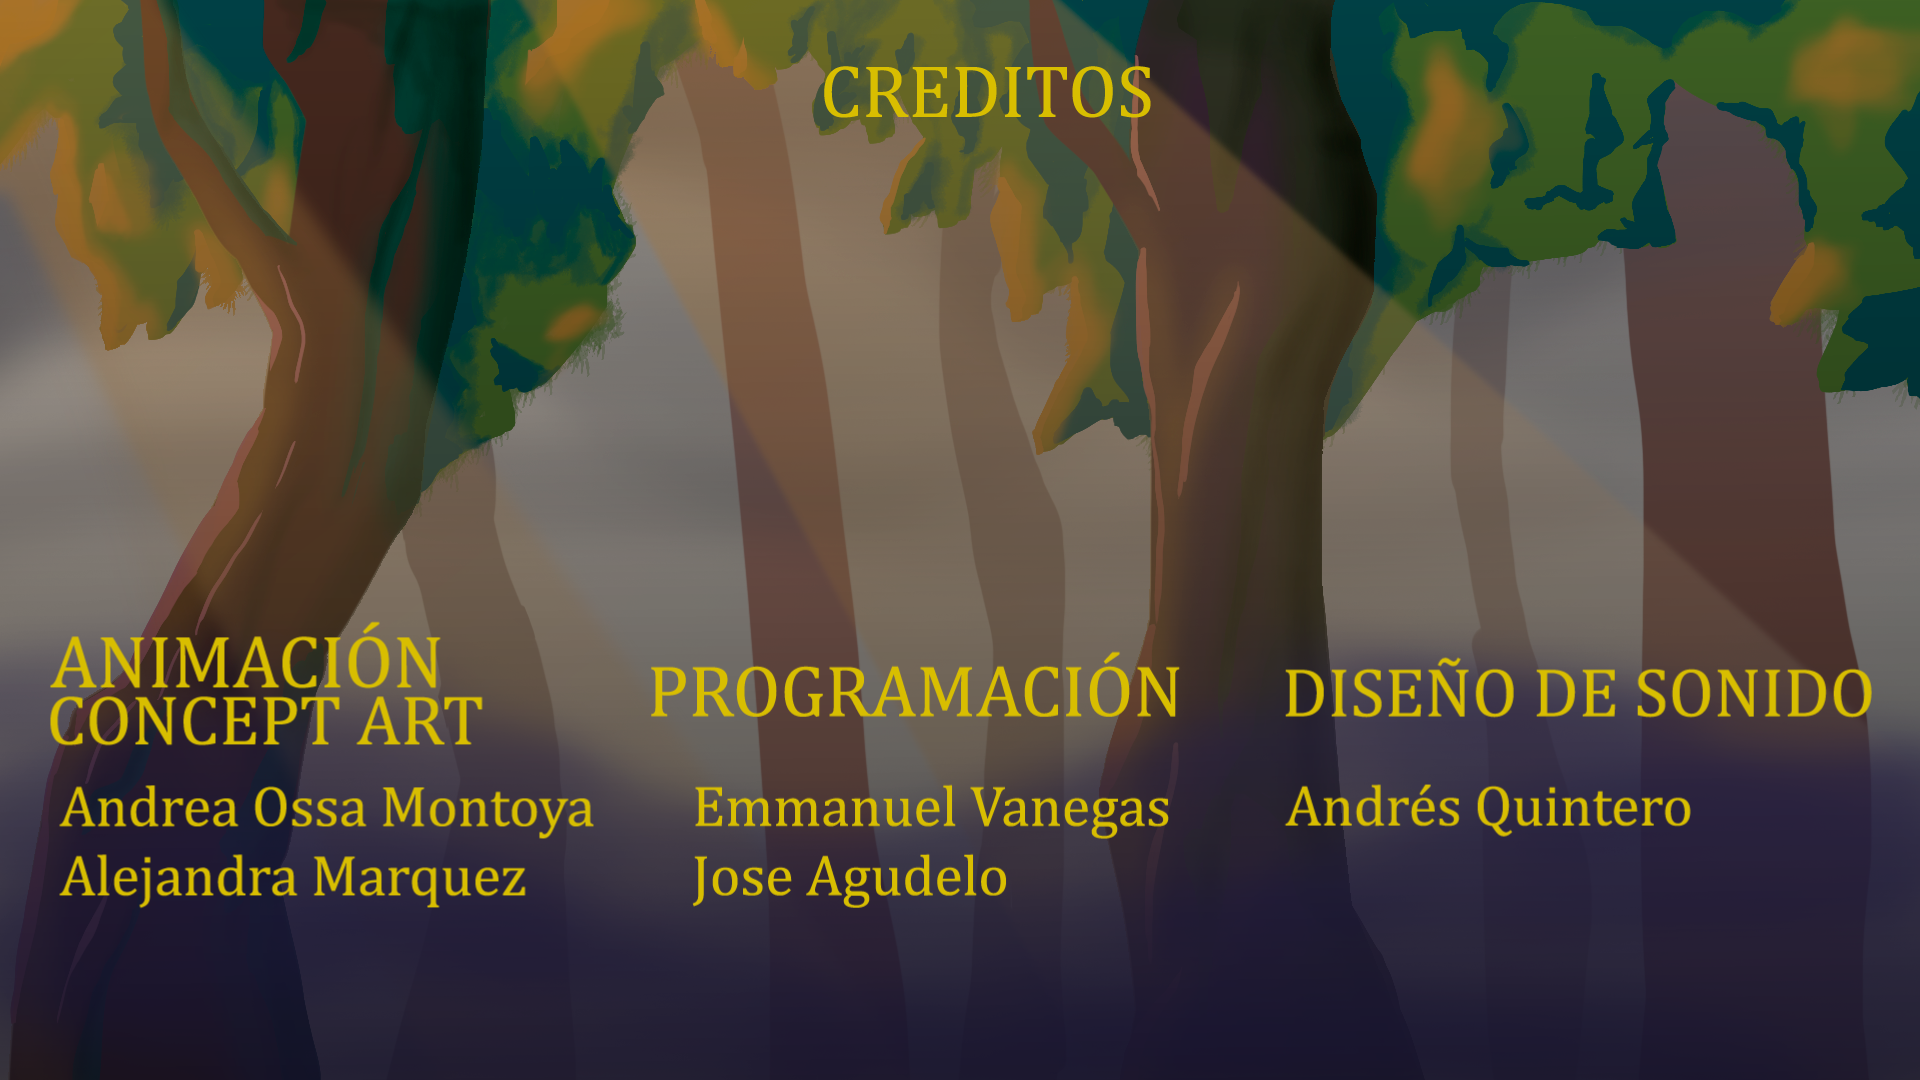 CREDITOS
ANIMACIÓN
CONCEPT ART
Andrea Ossa Montoya
Alejandra Marquez
PROGRAMACIÓN
Emmanuel Vanegas
Jose Agudelo
DISEÑO DE SONIDO
Andrés Quintero